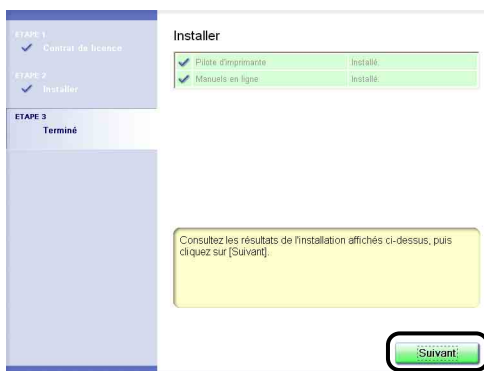 ETAPE 1
Contrat de licence
ETAPE 2
Installer
ETAPE 3
Terminé
Installer
Pilote d'imprimante Installé
Manuels en ligne Installé
Consultez les résultats de l'installation affichés ci-dessus, puis
cliquez sur [Suivant].
Suivant